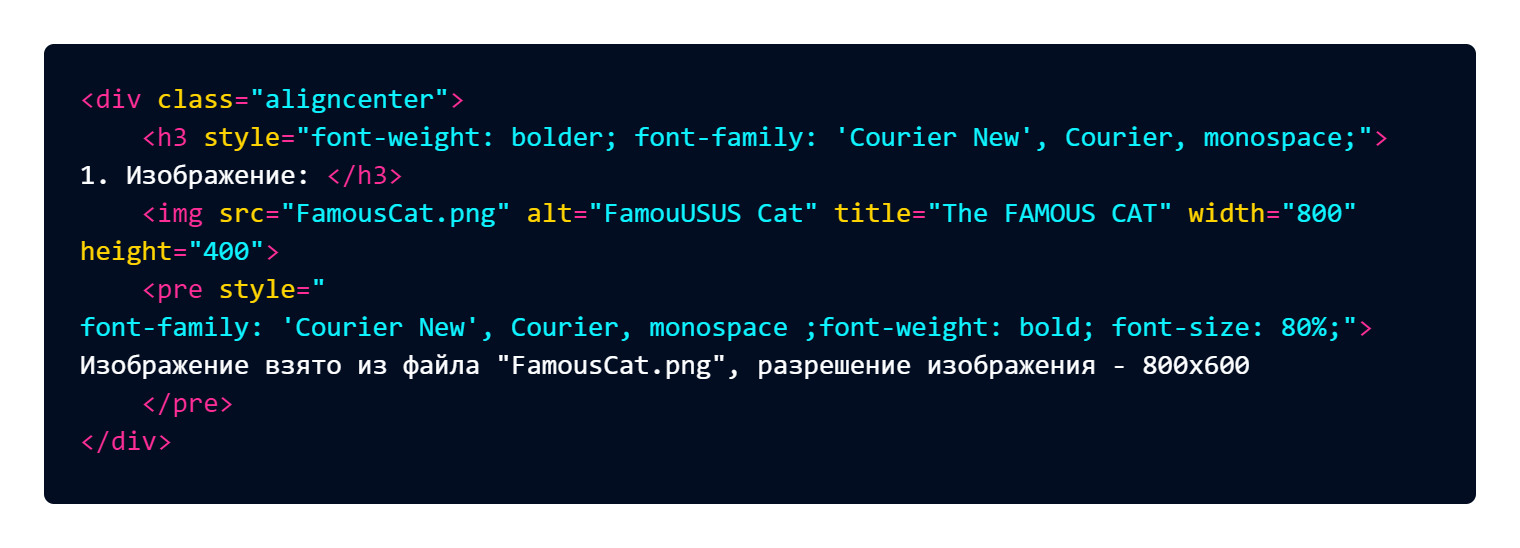 <div class="aligncenter">
    <h3 style="font-weight: bolder; font-family: 'Courier New', Courier, monospace;">
1. Изображение: </h3>
    <img src="FamousCat.png" alt="FamouUSUS Cat" title="The FAMOUS CAT" width="800"
height="400">
    <pre style="
font-family: 'Courier New', Courier, monospace ;font-weight: bold; font-size: 80%;">
Изображение взято из файла "FamousCat.png", разрешение изображения - 800x600
    </pre>
</div>